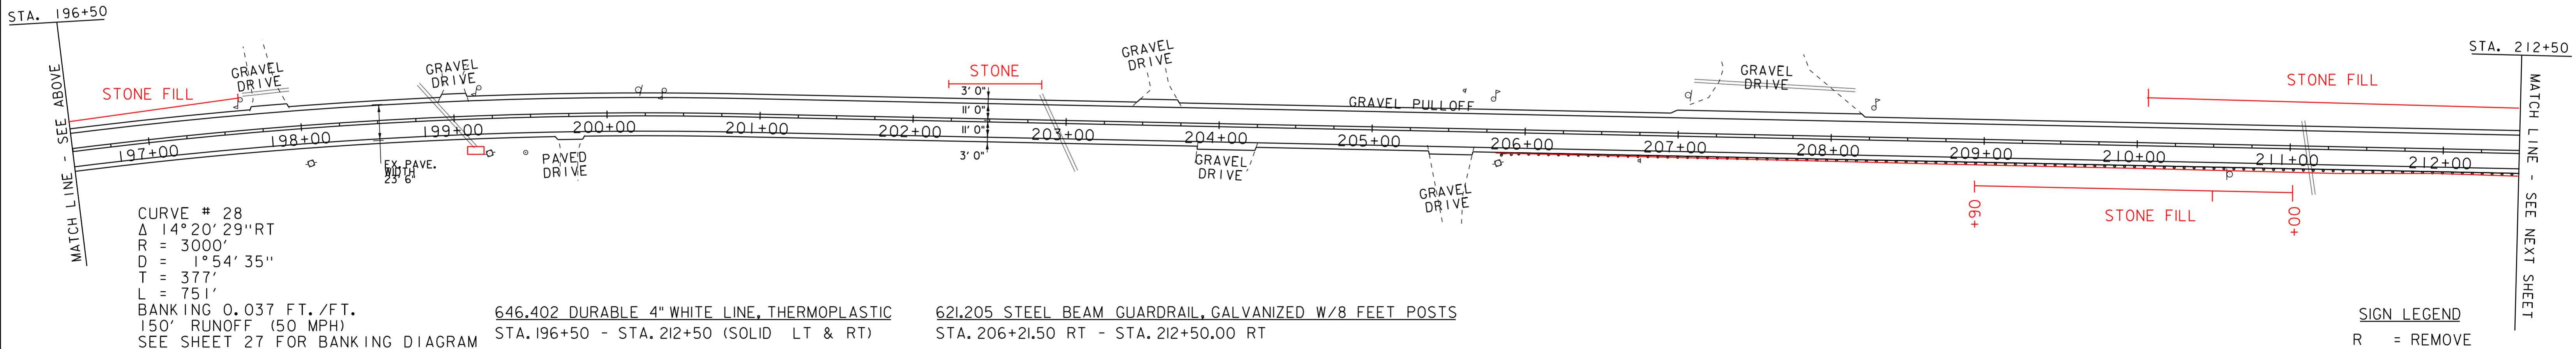 STA. 196+50
STA. 212+50
MATCH LINE - SEE ABOVE
MATCH LINE - SEE NEXT SHEET
STONE FILL
GRAVEL
DRIVE
GRAVEL
DRIVE
STONE
GRAVEL
DRIVE
GRAVEL PULLOFF
GRAVEL
DRIVE
STONE FILL
3' 0"
11' 0"
11' 0"
3' 0"
197+00
198+00
199+00
200+00
201+00
202+00
203+00
204+00
205+00
206+00
207+00
208+00
209+00
210+00
211+00
212+00
EX. PAVE.
WIDTH
23' 6"
PAVED
DRIVE
GRAVEL
DRIVE
GRAVEL
DRIVE
+90
STONE FILL
+00
CURVE # 28
Δ 14°20'29"RT
R = 3000'
D = 1°54'35"
T = 377'
L = 751'
BANKING 0.037 FT./FT.
150' RUNOFF (50 MPH)
SEE SHEET 27 FOR BANKING DIAGRAM
646.402 DURABLE 4" WHITE LINE, THERMOPLASTIC
STA. 196+50 - STA. 212+50 (SOLID LT & RT)
621.205 STEEL BEAM GUARDRAIL, GALVANIZED W/8 FEET POSTS
STA. 206+21.50 RT - STA. 212+50.00 RT
SIGN LEGEND
R = REMOVE